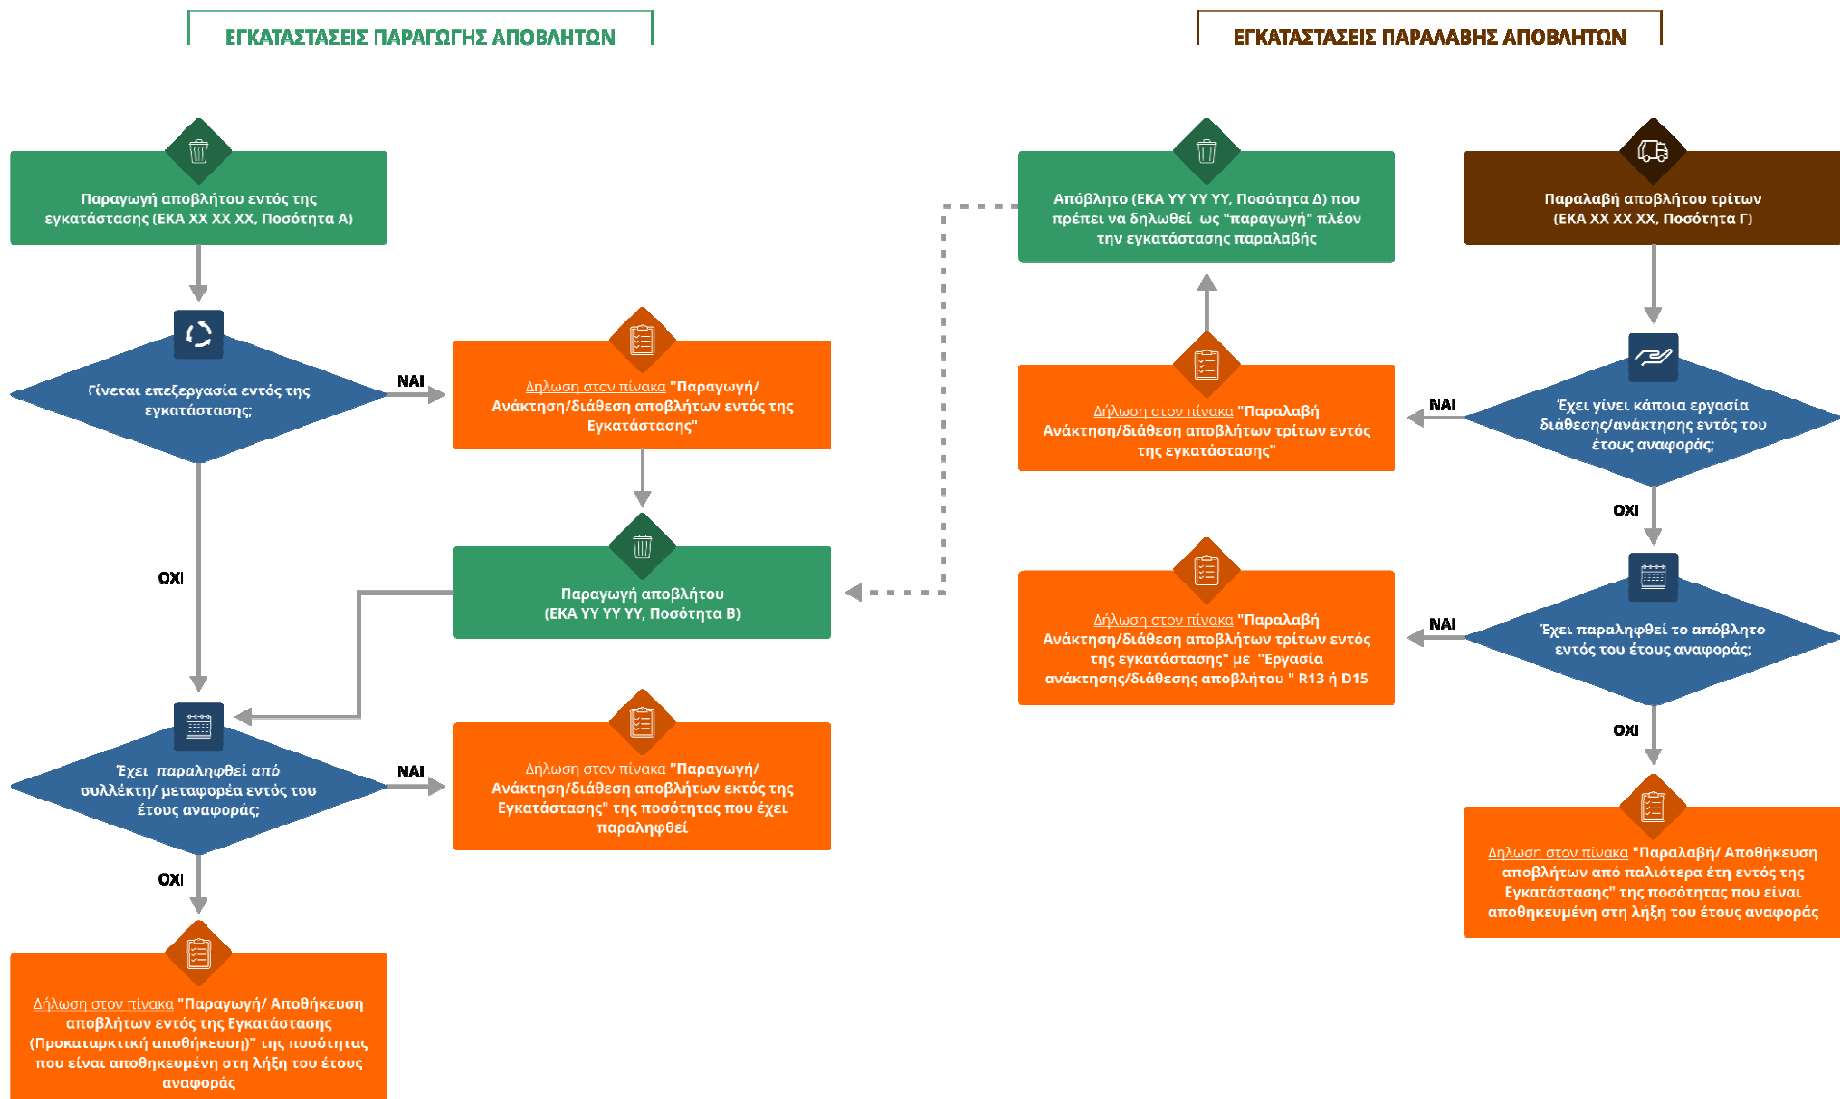 ΕΓΚΑΤΑΣΤΑΣΕΙΣ ΠΑΡΑΓΩΓΗΣ ΑΠΟΒΛΗΤΩΝ
Παραγωγή αποβλήτου εντός της
εγκατάστασης (ΕΚΑ ΧΧ ΧΧ ΧΧ, Ποσότητα Α)
Γίνεται επεξεργασία εντός της
εγκατάστασης;
ΝΑΙ
Δήλωση στον πίνακα "Παραγωγή/
Ανάκτηση/διάθεση αποβλήτων εντός της
Εγκατάστασης"
Παραγωγή αποβλήτου
(ΕΚΑ ΥΥ ΥΥ ΥΥ, Ποσότητα Β)
ΟΧΙ
Έχει παραληφθεί από
συλλέκτη/ μεταφορέα εντός του
έτους αναφοράς;
ΝΑΙ
Δήλωση στον πίνακα "Παραγωγή/
Ανάκτηση/διάθεση αποβλήτων εκτός της
Εγκατάστασης" της ποσότητας που έχει
παραληφθεί
ΟΧΙ
Δήλωση στον πίνακα "Παραγωγή/ Αποθήκευση
αποβλήτων εντός της Εγκατάστασης
(Προκαταρκτική αποθήκευση)" της ποσότητας
που είναι αποθηκευμένη στη λήξη του έτους
αναφοράς
ΕΓΚΑΤΑΣΤΑΣΕΙΣ ΠΑΡΑΛΑΒΗΣ ΑΠΟΒΛΗΤΩΝ
Απόβλητο (ΕΚΑ ΥΥ ΥΥ ΥΥ, Ποσότητα Δ) που
πρέπει να δηλωθεί ως "παραγωγή" πλέον
την εγκατάστασης παραλαβής
Παραλαβή αποβλήτου τρίτων
(ΕΚΑ ΧΧ ΧΧ ΧΧ, Ποσότητα Γ)
Έχει γίνει κάποια εργασία
διάθεσης/ανάκτησης εντός του
έτους αναφοράς;
ΝΑΙ
Δήλωση στον πίνακα "Παραλαβή
Ανάκτηση/διάθεση αποβλήτων τρίτων εντός
της εγκατάστασης"
ΟΧΙ
Έχει παραληφθεί το απόβλητο
εντός του έτους αναφοράς;
ΝΑΙ
Δήλωση στον πίνακα "Παραλαβή
Ανάκτηση/διάθεση αποβλήτων τρίτων εντός
της εγκατάστασης" με "Εργασία
ανάκτησης/διάθεσης αποβλήτου " R13 ή D15
ΟΧΙ
Δήλωση στον πίνακα "Παραλαβή/ Αποθήκευση
αποβλήτων από παλιότερα έτη εντός της
Εγκατάστασης" της ποσότητας που είναι
αποθηκευμένη στη λήξη του έτους αναφοράς